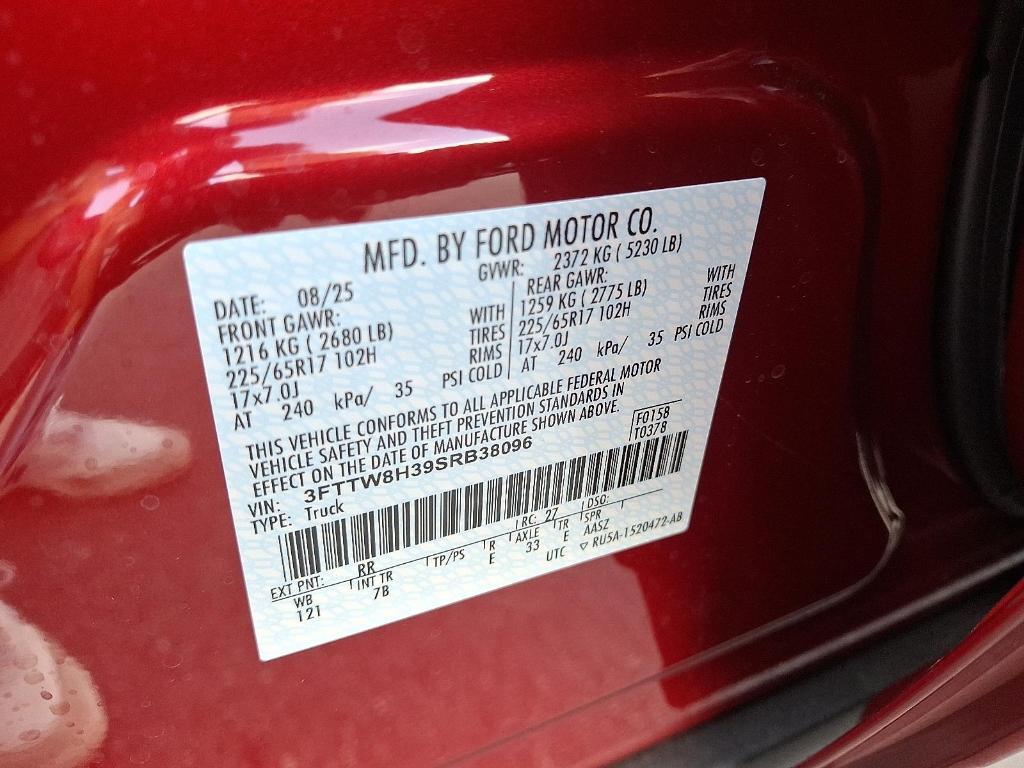 MFD. BY FORD MOTOR CO.
DATE: 08/25 GVWR: 2372 KG ( 5230 LB)
FRONT GAWR: REAR GAWR:
1216 KG ( 2680 LB) WITH 1259 KG ( 2775 LB) WITH
225/65R17 102H TIRES 225/65R17 102H TIRES
17x7.0J RIMS 17x7.0J RIMS
AT 240 kPa/ 35 PSI COLD AT 240 kPa/ 35 PSI COLD
THIS VEHICLE CONFORMS TO ALL APPLICABLE FEDERAL MOTOR
VEHICLE SAFETY AND THEFT PREVENTION STANDARDS IN
EFFECT ON THE DATE OF MANUFACTURE SHOWN ABOVE.
F0158
T0378
VIN: 3FTTW8H39SRB38096
TYPE: Truck
EXT PNT: RR RC: 27 DSO:
WB INT TR TP/PS R AXLE TR SPR
121 7B E 33 E AASZ
UTC ▽ RU5A-1520472-AB